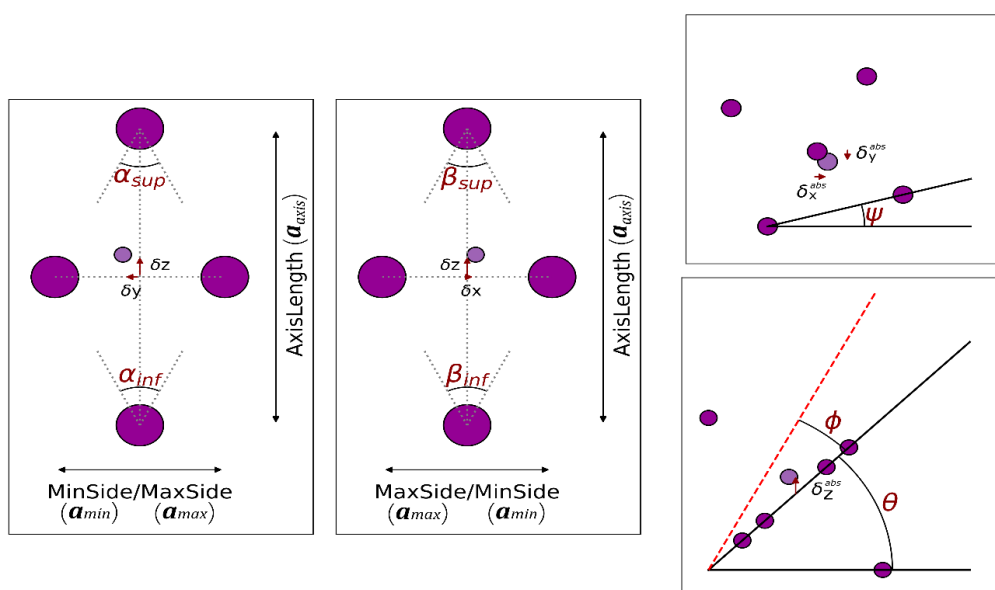 α_sup
δz
δy
α_inf
AxisLength (a_axis)
MinSide/MaxSide
(a_min) (a_max)
β_sup
δz
δx
β_inf
AxisLength (a_axis)
MaxSide/MinSide
(a_max) (a_min)
δ_y^abs
δ_x^abs
ψ
ϕ
δ_z^abs
θ